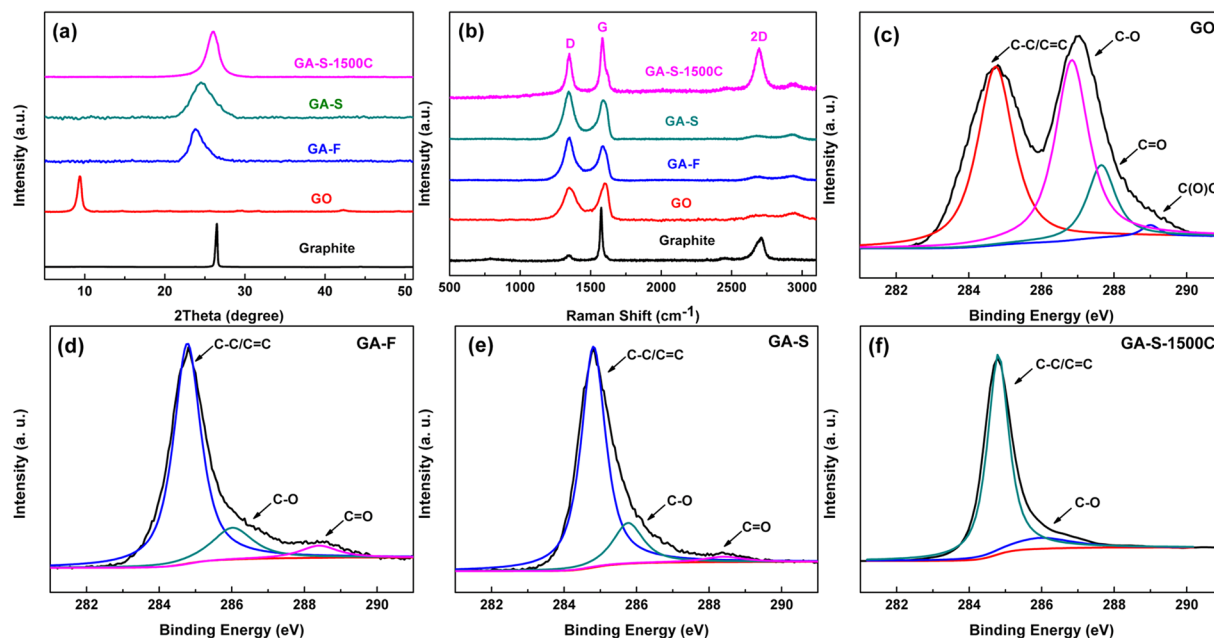 (a)
GA-S-1500C
GA-S
GA-F
GO
Graphite
Intensity (a.u.)
10 20 30 40 50
2Theta (degree)
(b)
D G 2D
GA-S-1500C
GA-S
GA-F
GO
Graphite
Intensuty (a.u.)
500 1000 1500 2000 2500 3000
Raman Shift (cm-1)
(c) GO
C-C/C=C
C-O
C=O
C(O)O
Intensity (a.u.)
282 284 286 288 290
Binding Energy (eV)
(d) GA-F
C-C/C=C
C-O
C=O
Intensity (a. u.)
282 284 286 288 290
Binding Energy (eV)
(e) GA-S
C-C/C=C
C-O
C=O
Intensity (a. u.)
282 284 286 288 290
Binding Energy (eV)
(f) GA-S-1500C
C-C/C=C
C-O
Intensity (a. u.)
282 284 286 288 290
Binding Energy (eV)